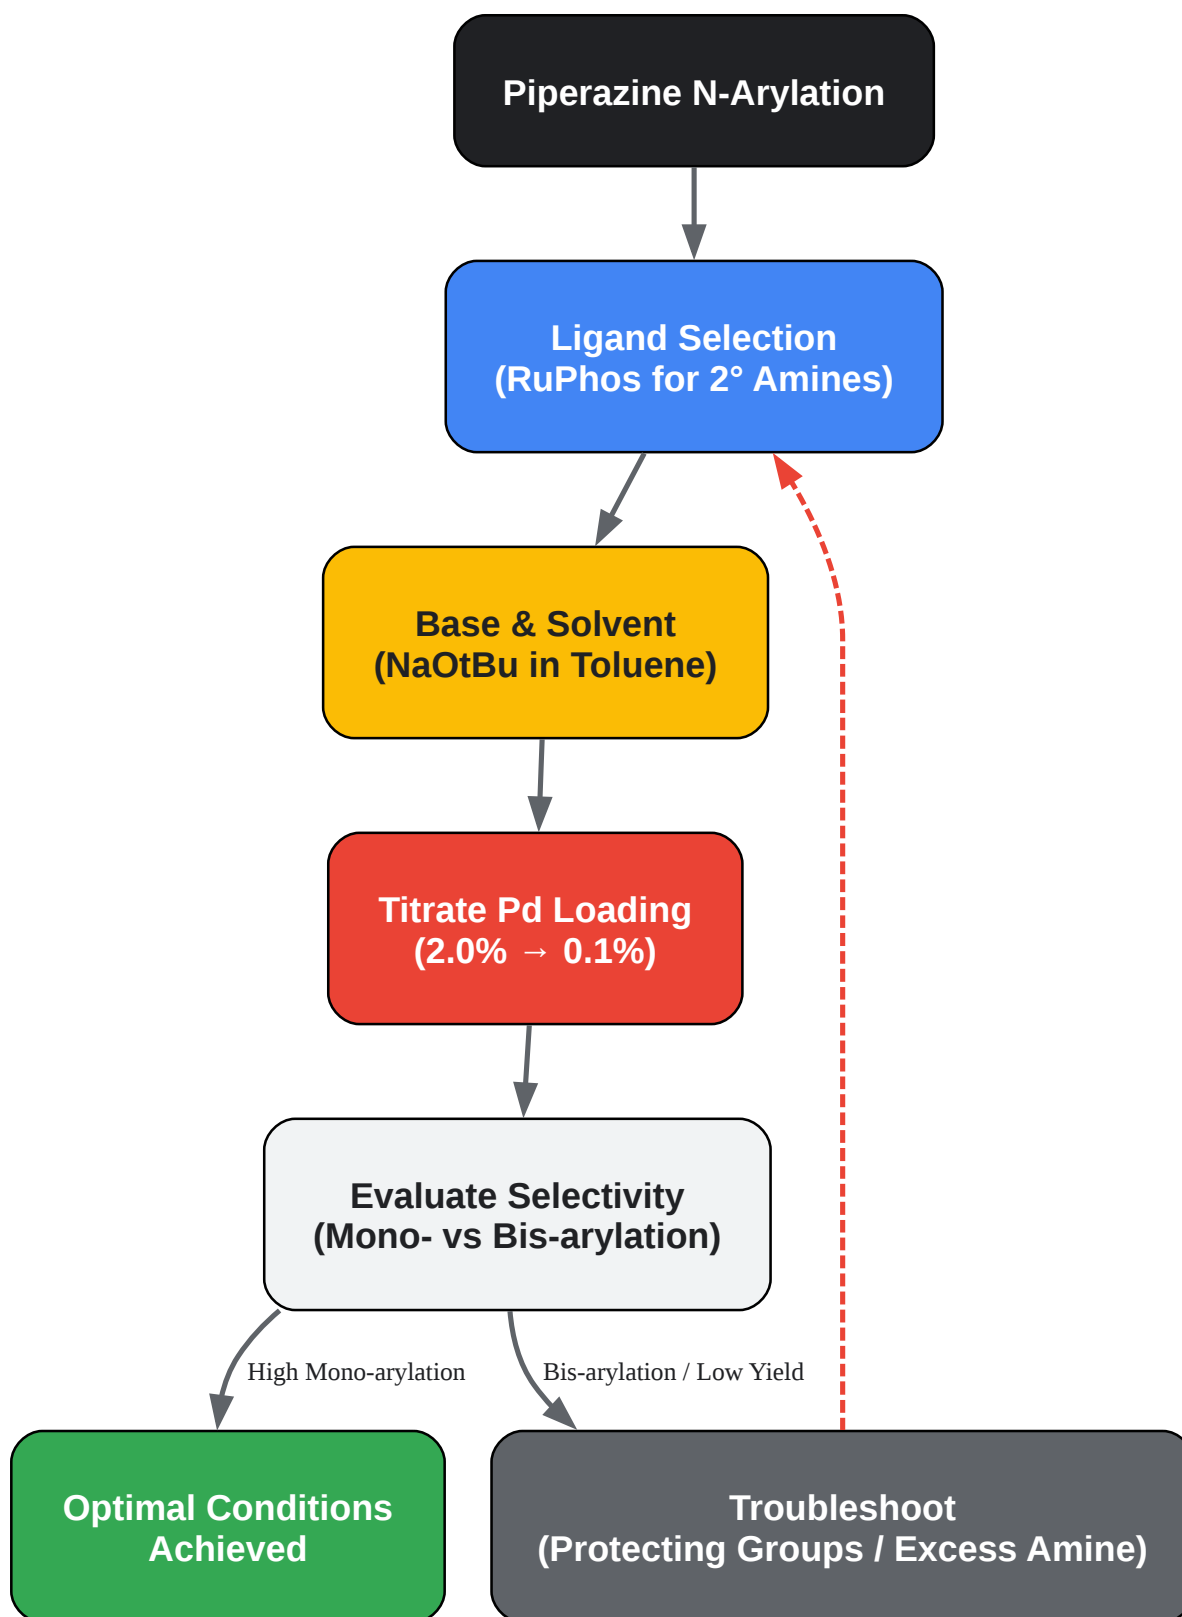 Piperazine N-Arylation
Ligand Selection
(RuPhos for 2° Amines)
Base & Solvent
(NaOtBu in Toluene)
Titrate Pd Loading
(2.0% → 0.1%)
Evaluate Selectivity
(Mono- vs Bis-arylation)
High Mono-arylation
Bis-arylation / Low Yield
Optimal Conditions
Achieved
Troubleshoot
(Protecting Groups / Excess Amine)